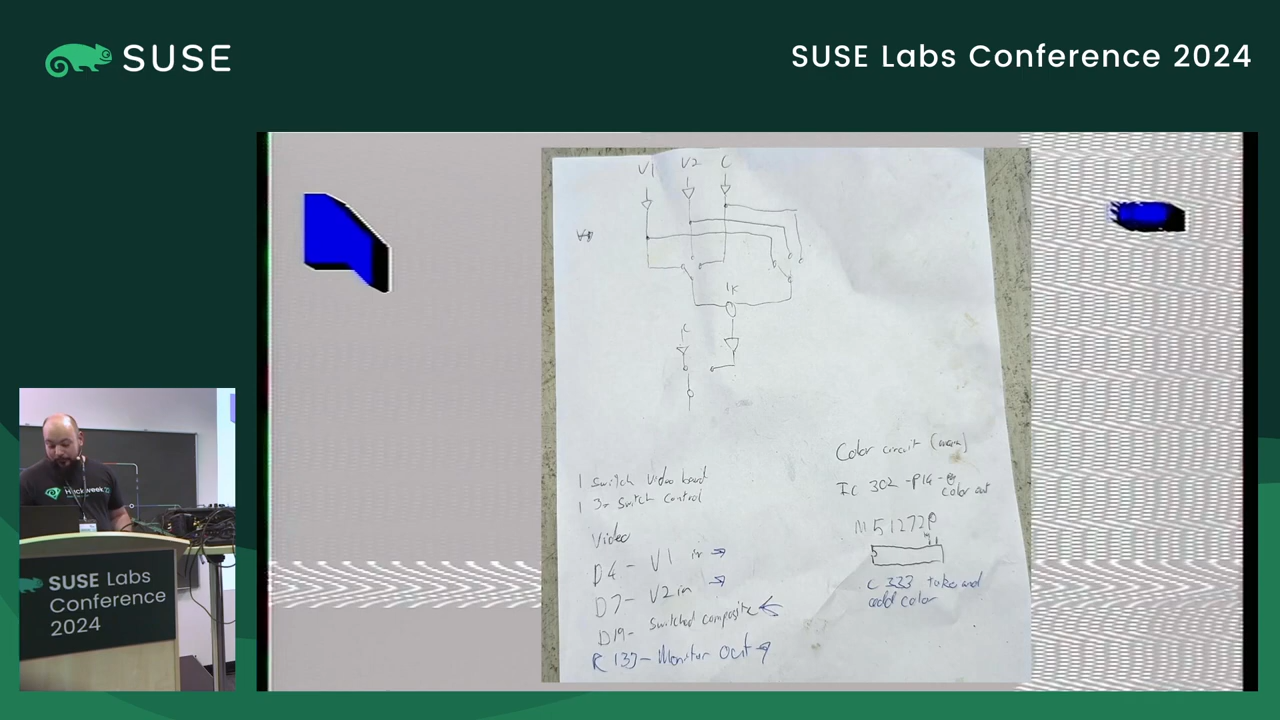 SUSE
SUSE Labs Conference 2024
V1 V2 C
1K
1 Switch Video board
1 3x Switch Control
Video
D4 - V1 in
D7 - V2 in
D19 - Switched composite
R 137 - Monitor Out
Color circuit
IC 302 - P14 -
Color out
M51272P
C 333 take and
add color
Hackweek
SUSE Labs
Conference
2024